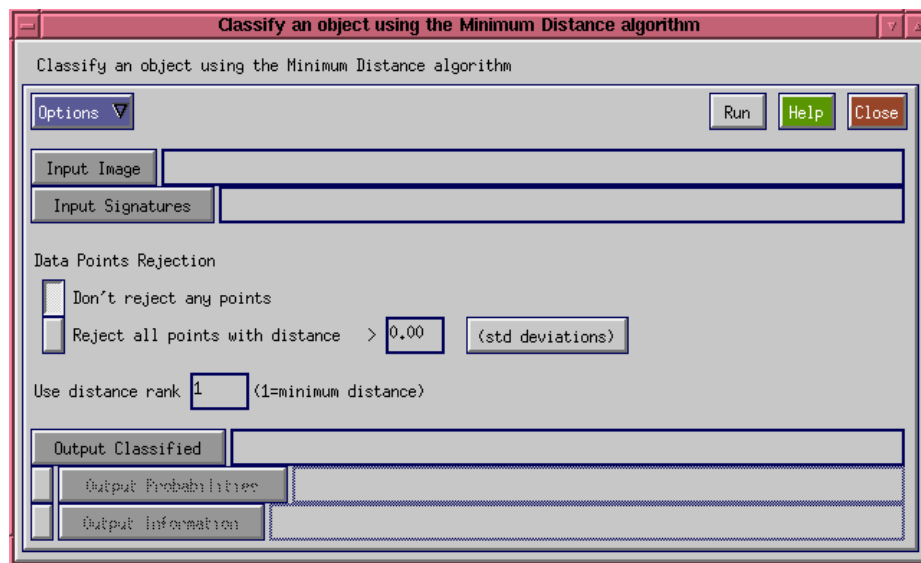 Classify an object using the Minimum Distance algorithm
Classify an object using the Minimum Distance algorithm
Options Run Help Close
Input Image
Input Signatures
Data Points Rejection
Don't reject any points
Reject all points with distance > 0.00 (std deviations)
Use distance rank 1 (1=minimum distance)
Output Classified
Output Probabilities
Output Information